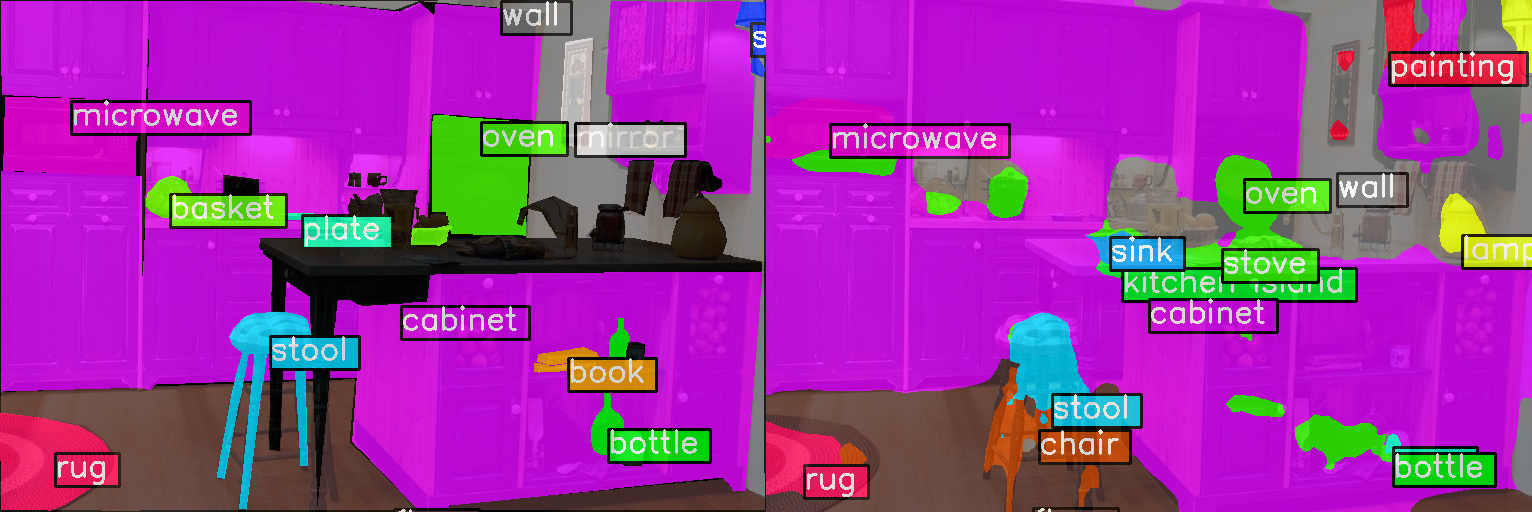 wall
s
microwave
oven
mirror
basket
plate
cabinet
stool
book
bottle
rug
painting
microwave
oven
wall
sink
lamp
stove
kitchen island
cabinet
stool
chair
rug
bottle